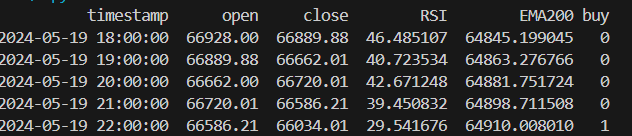 timestamp open close RSI EMA200 buy
2024-05-19 18:00:00 66928.00 66889.88 46.485107 64845.199045 0
2024-05-19 19:00:00 66889.88 66662.01 40.723534 64863.276766 0
2024-05-19 20:00:00 66662.00 66720.01 42.671248 64881.751724 0
2024-05-19 21:00:00 66720.01 66586.21 39.450832 64898.711508 0
2024-05-19 22:00:00 66586.21 66034.01 29.541676 64910.008010 1